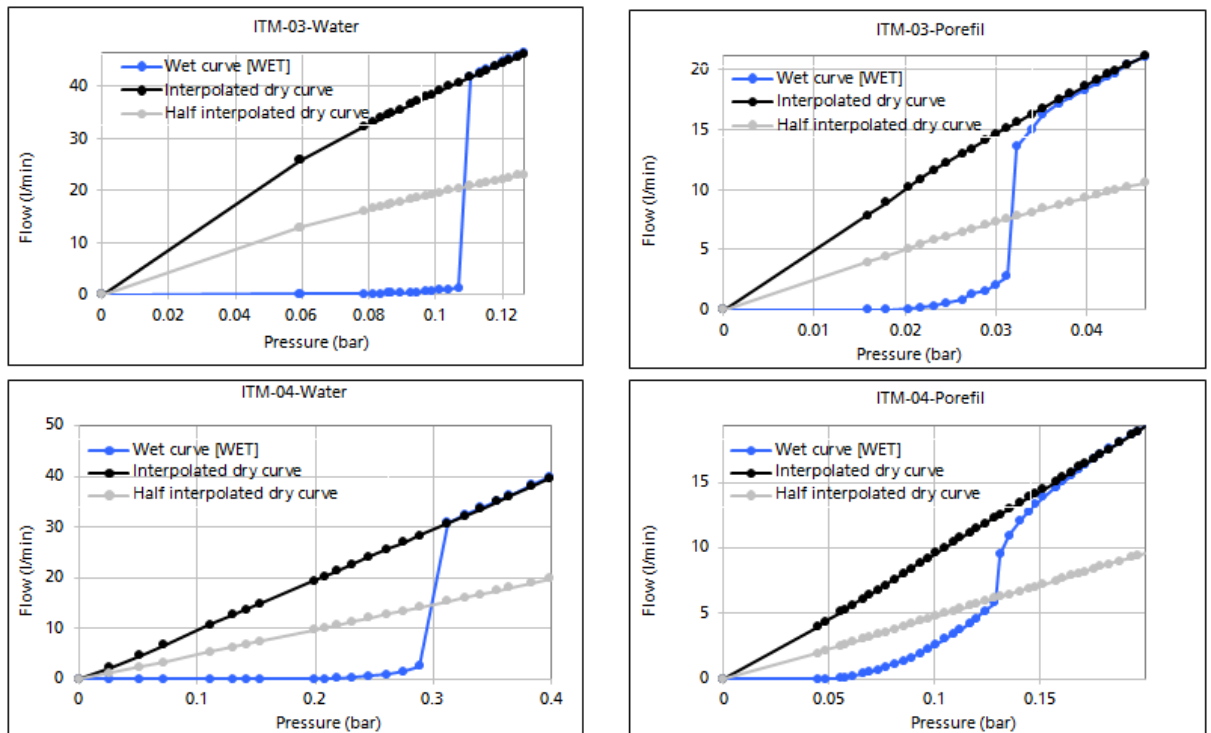 ITM-03-Water
40
30
20
10
0
Flow (l/min)
Wet curve [WET]
Interpolated dry curve
Half interpolated dry curve
0 0.02 0.04 0.06 0.08 0.1 0.12
Pressure (bar)
ITM-03-Porefil
20
15
10
5
0
Flow (l/min)
Wet curve [WET]
Interpolated dry curve
Half interpolated dry curve
0 0.01 0.02 0.03 0.04
Pressure (bar)
ITM-04-Water
50
40
30
20
10
0
Flow (l/min)
Wet curve [WET]
Interpolated dry curve
Half interpolated dry curve
0 0.1 0.2 0.3 0.4
Pressure (bar)
ITM-04-Porefil
15
10
5
0
Flow (l/min)
Wet curve [WET]
Interpolated dry curve
Half interpolated dry curve
0 0.05 0.1 0.15
Pressure (bar)